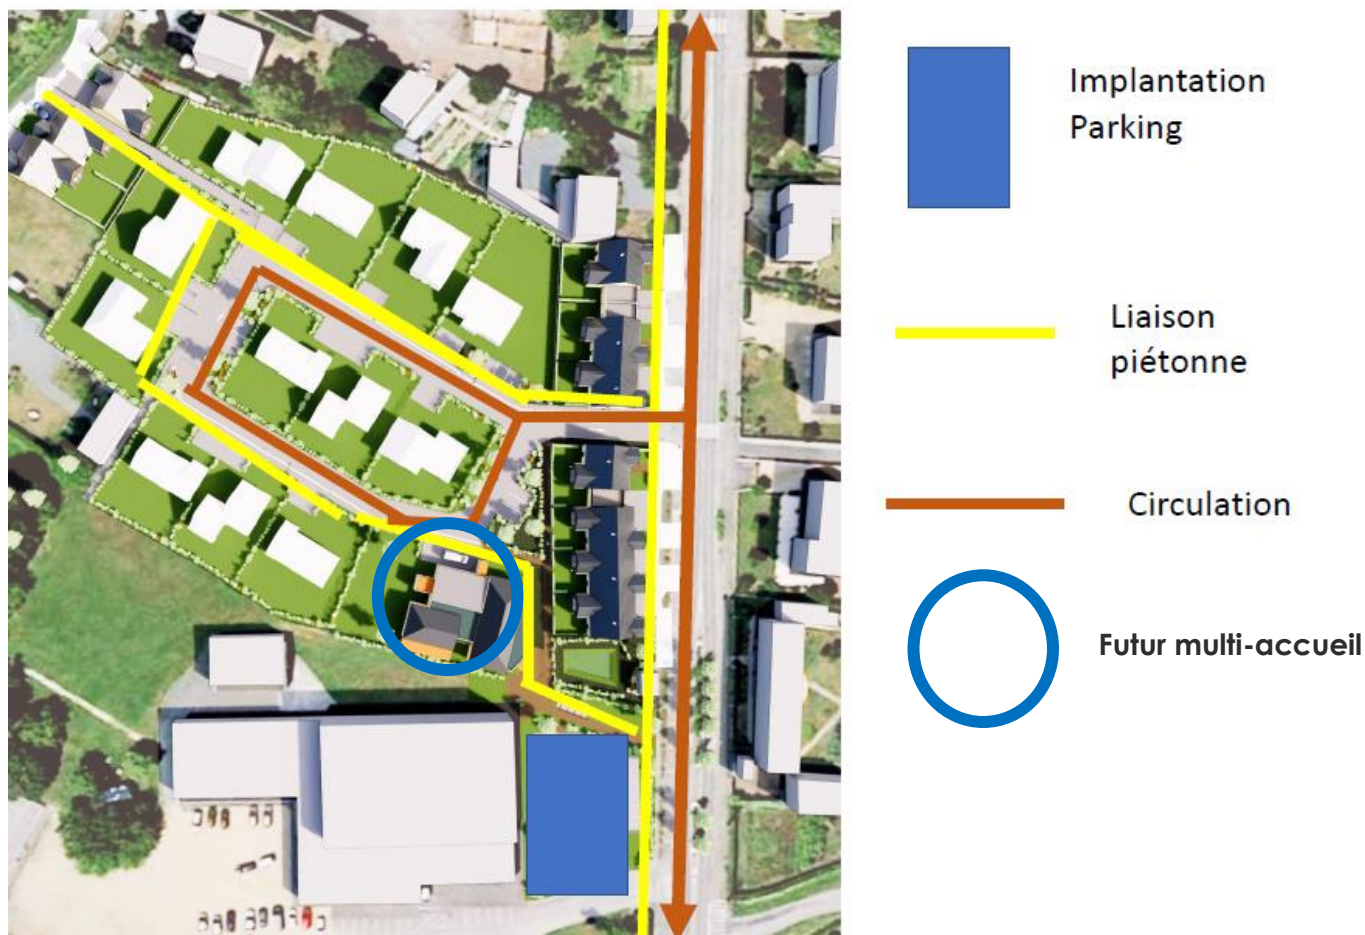 Implantation
Parking
Liaison
piétonne
Circulation
Futur multi-accueil